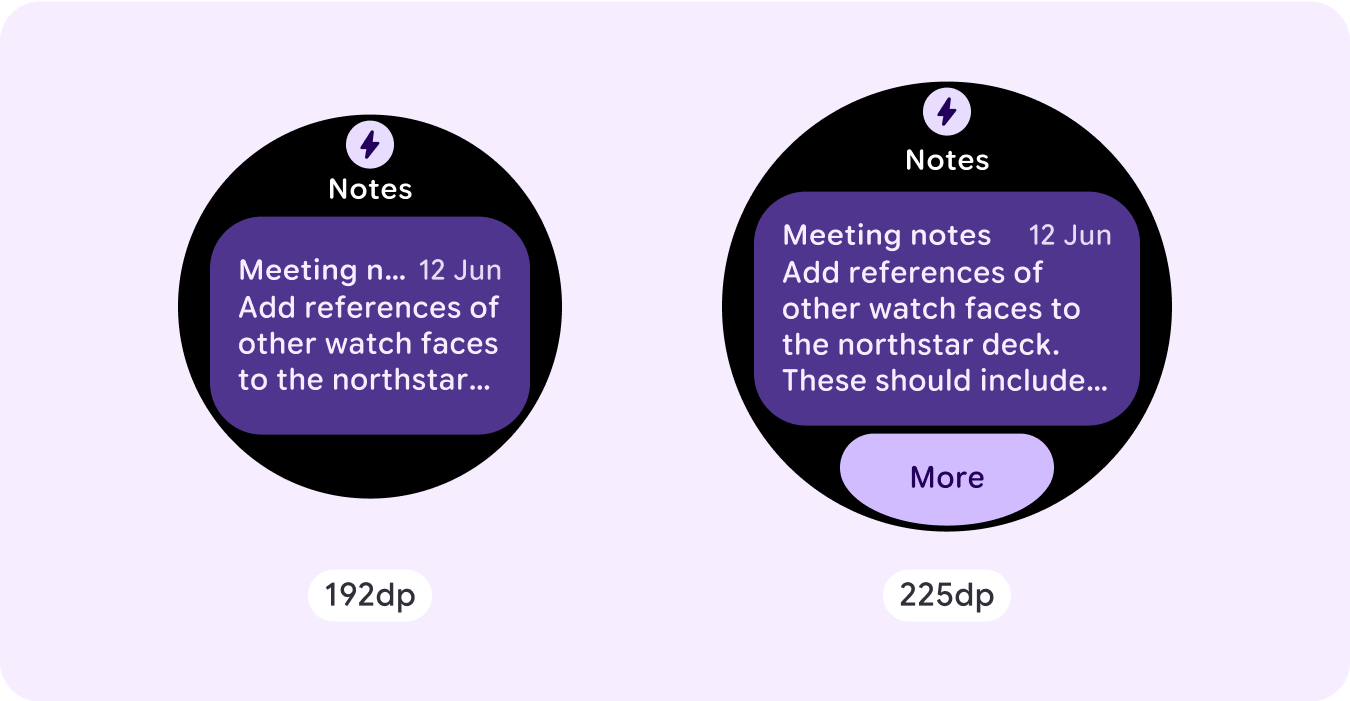 Notes
Meeting n... 12 Jun
Add references of
other watch faces
to the northstar...
192dp
Notes
Meeting notes 12 Jun
Add references of
other watch faces to
the northstar deck.
These should include...
More
225dp